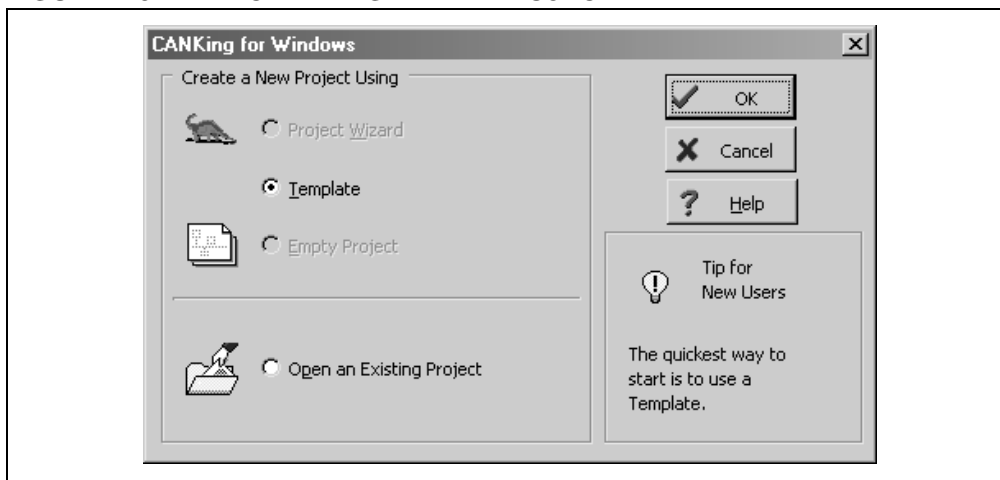 CANKing for Windows
Create a New Project Using
Project Wizard
Template
Empty Project
Open an Existing Project
OK
Cancel
Help
Tip for
New Users
The quickest way to
start is to use a
Template.